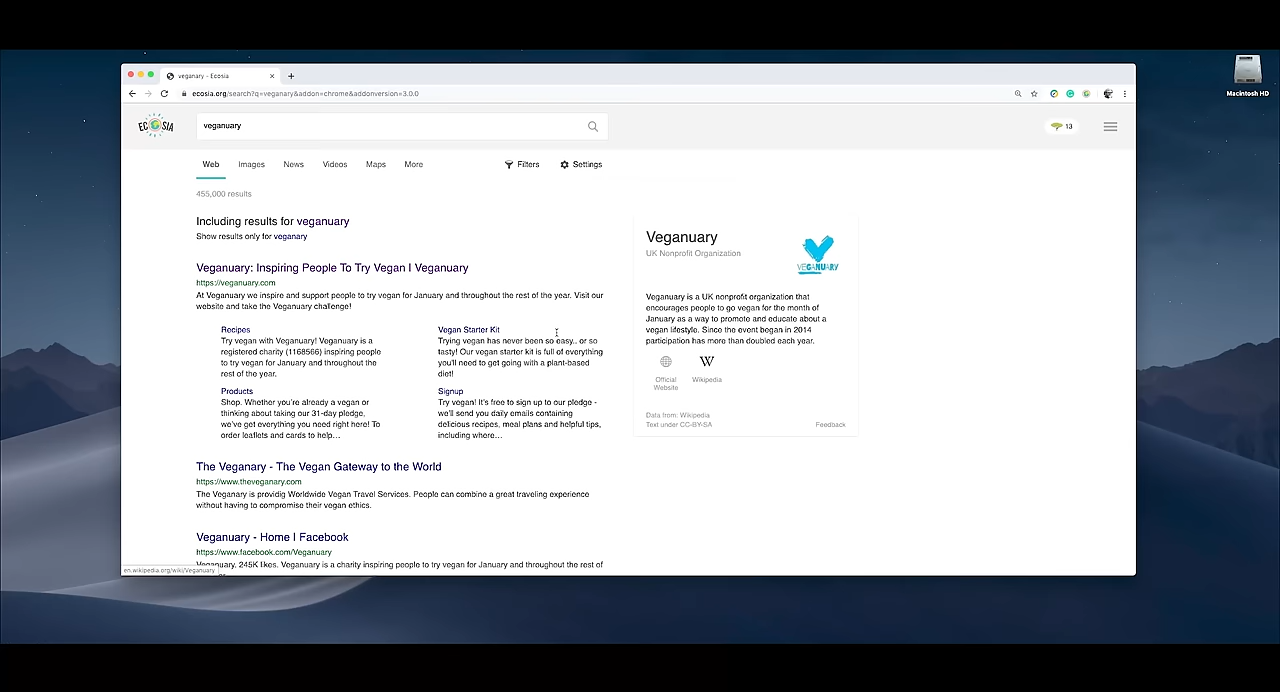 veganary - Ecosia
ecosia.org/search?q=veganary&addon=chrome&addonversion=3.0.0
Macintosh HD
ECOSIA
veganuary
13
Web Images News Videos Maps More Filters Settings
455,000 results
Including results for veganuary
Show results only for veganary
Veganuary: Inspiring People To Try Vegan | Veganuary
https://veganuary.com
At Veganuary we inspire and support people to try vegan for January and throughout the rest of the year. Visit our
website and take the Veganuary challenge!
Recipes
Try vegan with Veganuary! Veganuary is a
registered charity (1168566) inspiring people
to try vegan for January and throughout the
rest of the year.
Vegan Starter Kit
Trying vegan has never been so easy.. or so
tasty! Our vegan starter kit is full of everything
you'll need to get going with a plant-based
diet!
Products
Shop. Whether you're already a vegan or
thinking about taking our 31-day pledge,
we've got everything you need right here! To
order leaflets and cards to help...
Signup
Try vegan! It's free to sign up to our pledge -
we'll send you daily emails containing
delicious recipes, meal plans and helpful tips,
including where...
The Veganary - The Vegan Gateway to the World
https://www.theveganary.com
The Veganary is providig Worldwide Vegan Travel Services. People can combine a great traveling experience
without having to compromise their vegan ethics.
Veganuary - Home | Facebook
https://www.facebook.com/Veganuary
Veganuary. 245K likes. Veganuary is a charity inspiring people to try vegan for January and throughout the rest of
en.wikipedia.org/wiki/Veganuary
Veganuary
UK Nonprofit Organization
VEGANUARY
Veganuary is a UK nonprofit organization that
encourages people to go vegan for the month of
January as a way to promote and educate about a
vegan lifestyle. Since the event began in 2014
participation has more than doubled each year.
W
Official
Website
Wikipedia
Data from: Wikipedia
Text under CC-BY-SA
Feedback